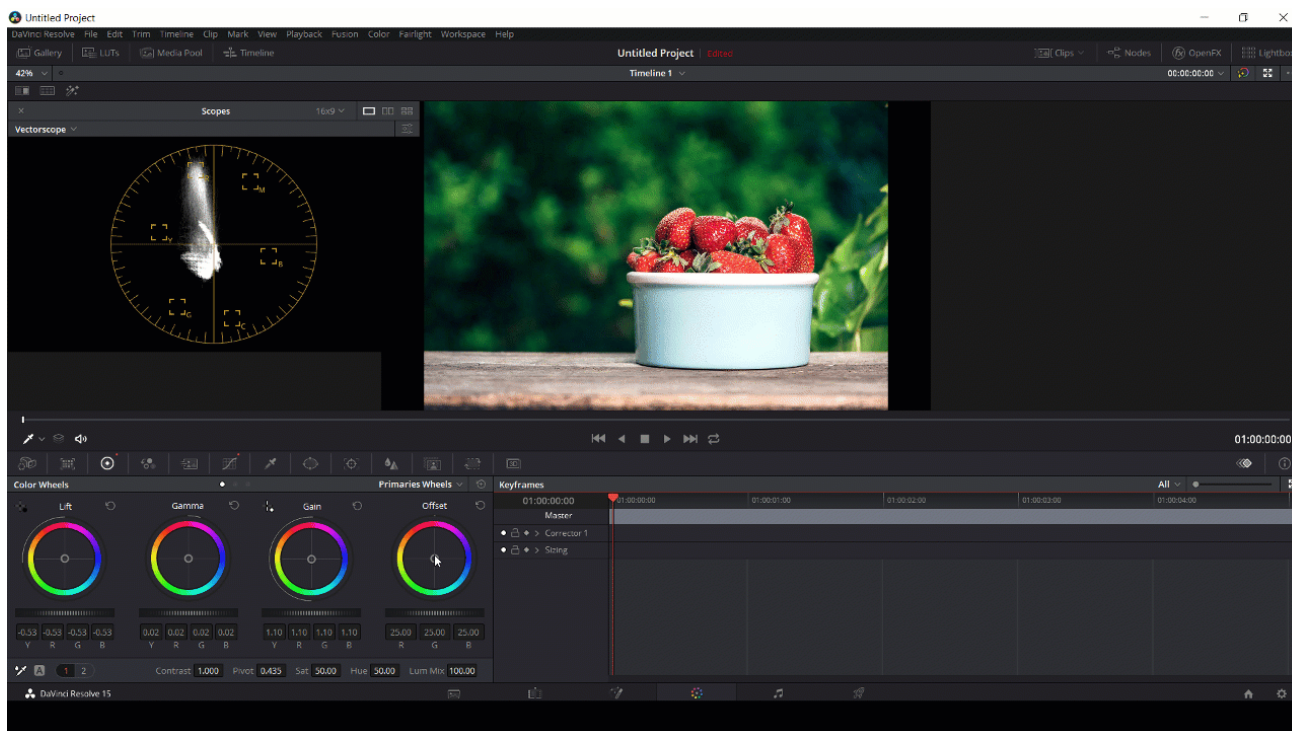 Untitled Project
DaVinci Resolve File Edit Trim Timeline Clip Mark View Playback Fusion Color Fairlight Workspace Help
Gallery LUTs Media Pool Timeline Untitled Project Edited Clips Nodes OpenFX Lightbo
42% Timeline 1 00:00:00:00
Scopes 16x9
Vectorscope
R
M
Y
B
G
C
01:00:00:00
Color Wheels Primaries Wheels Keyframes All
Lift Gamma Gain Offset
01:00:00:00 01:00:00:00 01:00:01:00 01:00:02:00 01:00:03:00 01:00:04:00
Master
Corrector 1
Sizing
-0.53 -0.53 -0.53 -0.53 0.02 0.02 0.02 0.02 1.10 1.10 1.10 1.10 25.00 25.00 25.00
Y R G B Y R G B Y R G B R G B
A 1 2 Contrast 1.000 Pivot 0.435 Sat 50.00 Hue 50.00 Lum Mix 100.00
DaVinci Resolve 15